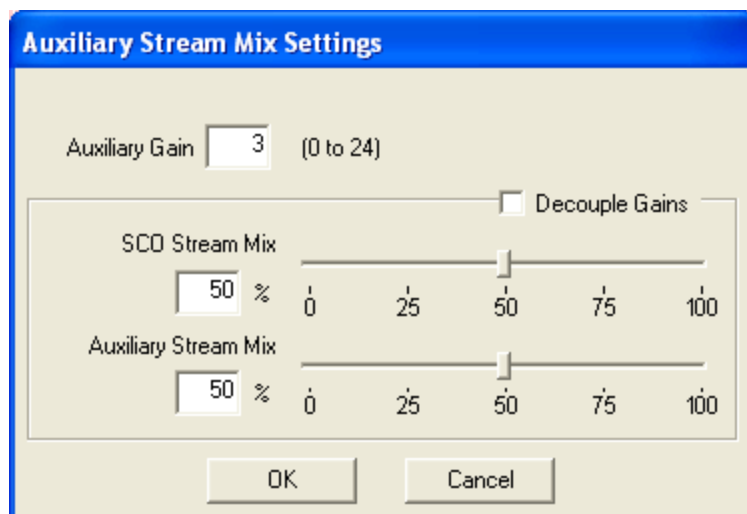 Auxiliary Stream Mix Settings
Auxiliary Gain 3 (0 to 24)
Decouple Gains
SCO Stream Mix
50 % 0 25 50 75 100
Auxiliary Stream Mix
50 % 0 25 50 75 100
OK Cancel